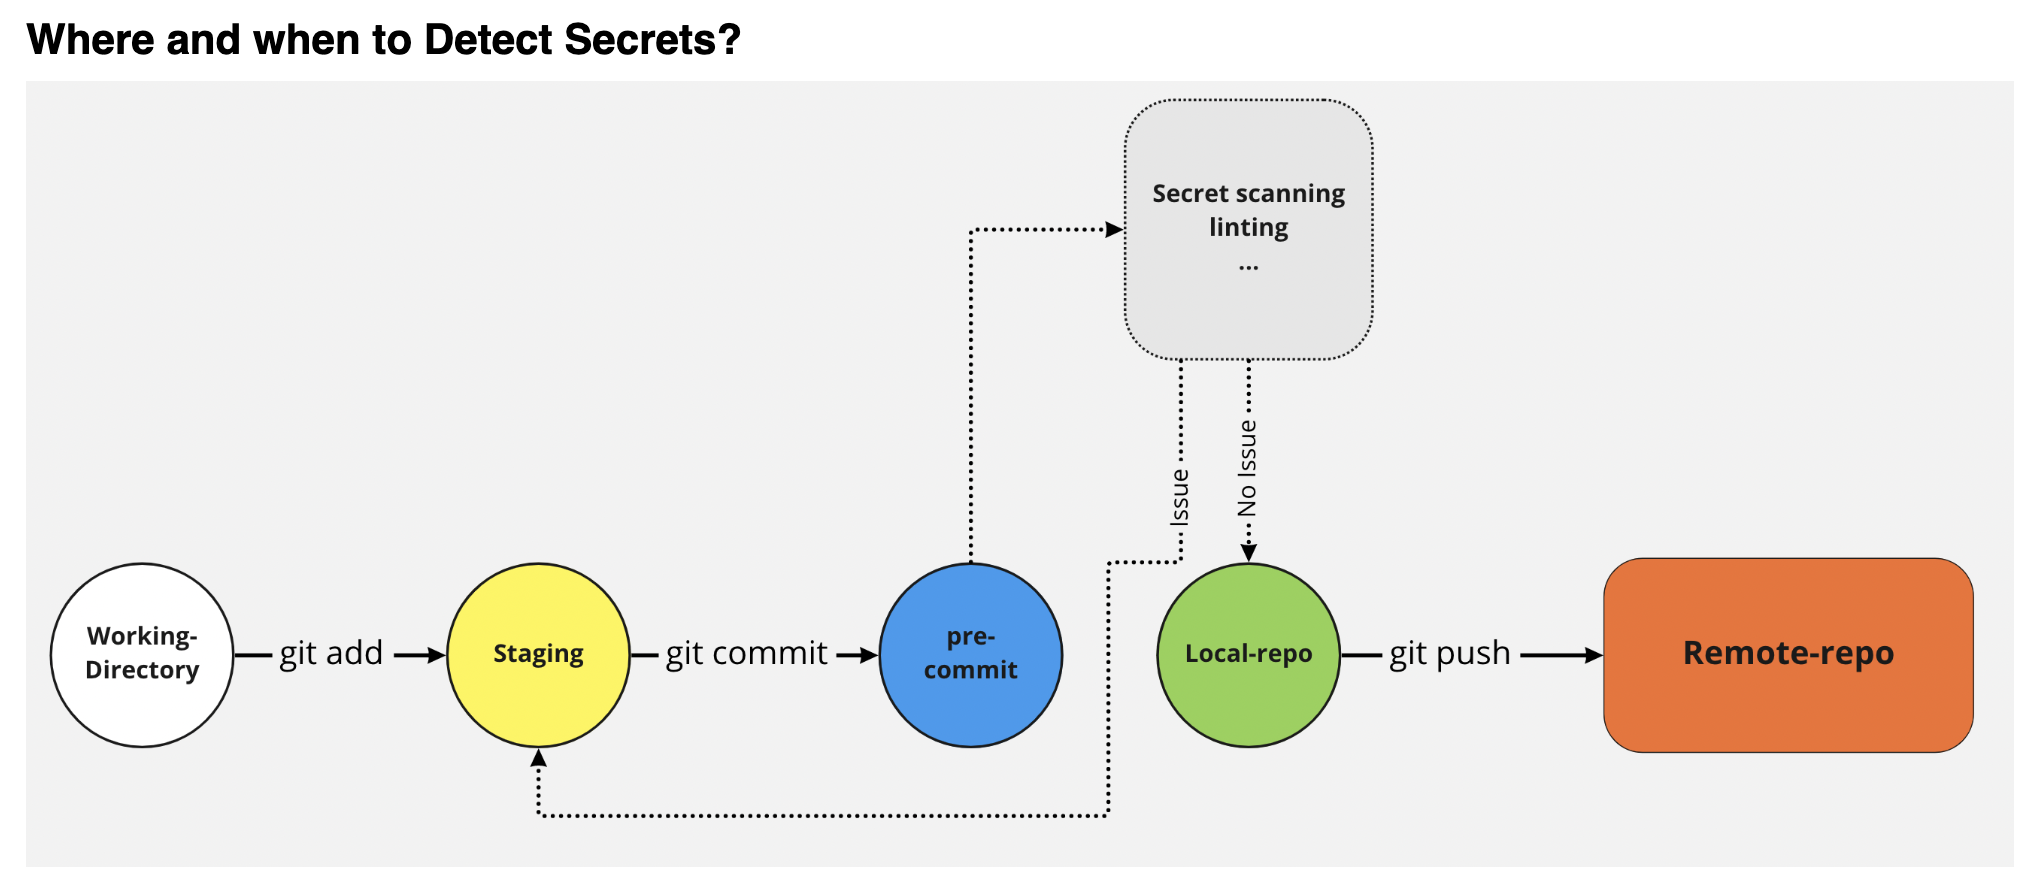 Where and when to Detect Secrets?
Secret scanning
linting
...
Issue
No Issue
Working-
Directory
git add
Staging
git commit
pre-
commit
Local-repo
git push
Remote-repo